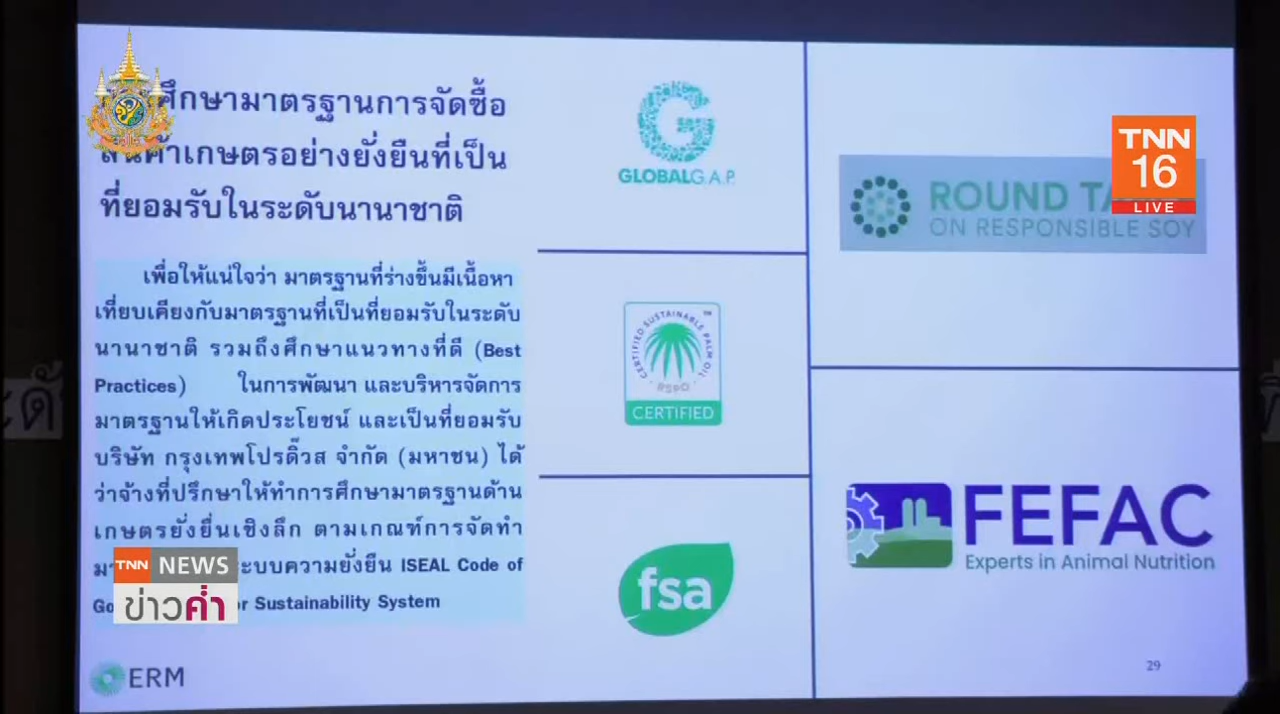 ศึกษามาตรฐานการจัดซื้อ
สินค้าเกษตรอย่างยั่งยืนที่เป็น
ที่ยอมรับในระดับนานาชาติ
เพื่อให้แน่ใจว่า มาตรฐานที่ร่างขึ้นมีเนื้อหา
เที่ยบเคียงกับมาตรฐานที่เป็นที่ยอมรับในระดับ
นานาชาติ รวมถึงศึกษาแนวทางที่ดี (Best
Practices) ในการพัฒนา และบริหารจัดการ
มาตรฐานให้เกิดประโยชน์ และเป็นที่ยอมรับ
บริษัท กรุงเทพโปรดิ๊วส จำกัด (มหาชน) ได้
ว่าจ้างที่ปรึกษาให้ทำการศึกษามาตรฐานด้าน
เกษตรยั่งยื่นเชิงลึก ตามเกณฑ์การจัดทำ
ระบบความยั่งยืน ISEAL Code of
Sustainability System
ERM
GLOBALG.A.P.
CERTIFIED SUSTAINABLE PALM OIL
RSPO
CERTIFIED
fsa
ROUND
ON RESPONSIBLE SOY
FEFAC
Experts in Animal Nutrition
29
TNN
16
LIVE
TNN NEWS
ข่าวค่ำ